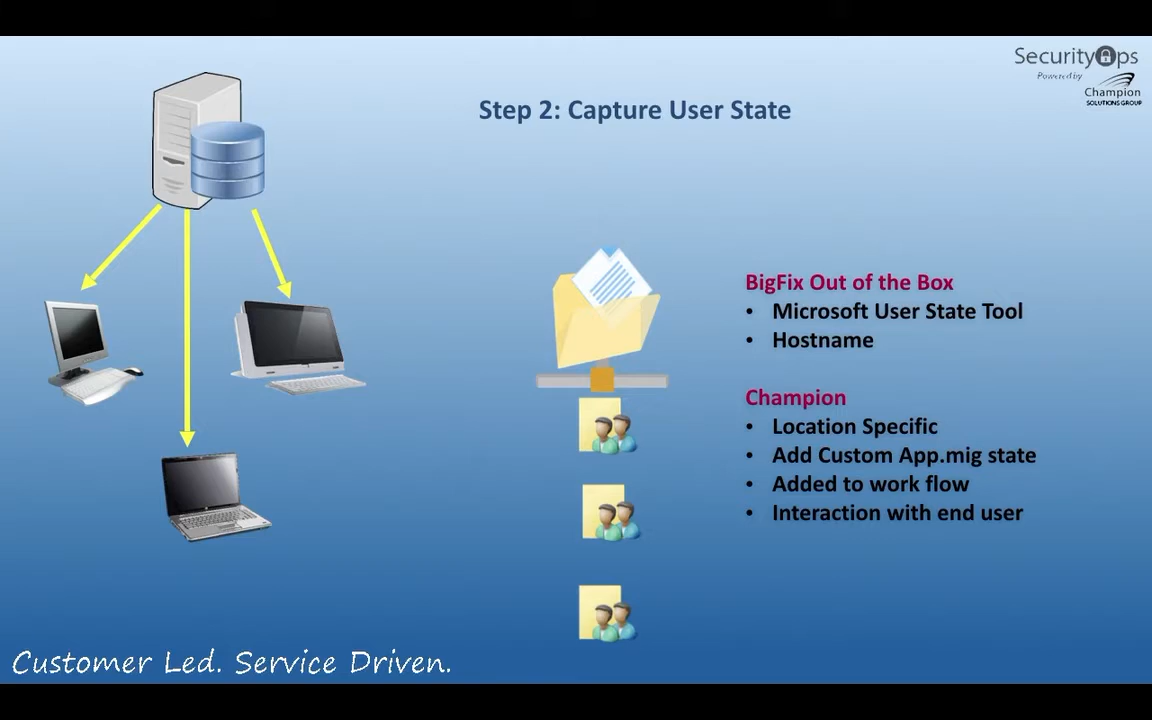 SecurityOps
Powered by
Champion
SOLUTIONS GROUP
Step 2: Capture User State
BigFix Out of the Box
• Microsoft User State Tool
• Hostname
Champion
• Location Specific
• Add Custom App.mig state
• Added to work flow
• Interaction with end user
Customer Led. Service Driven.